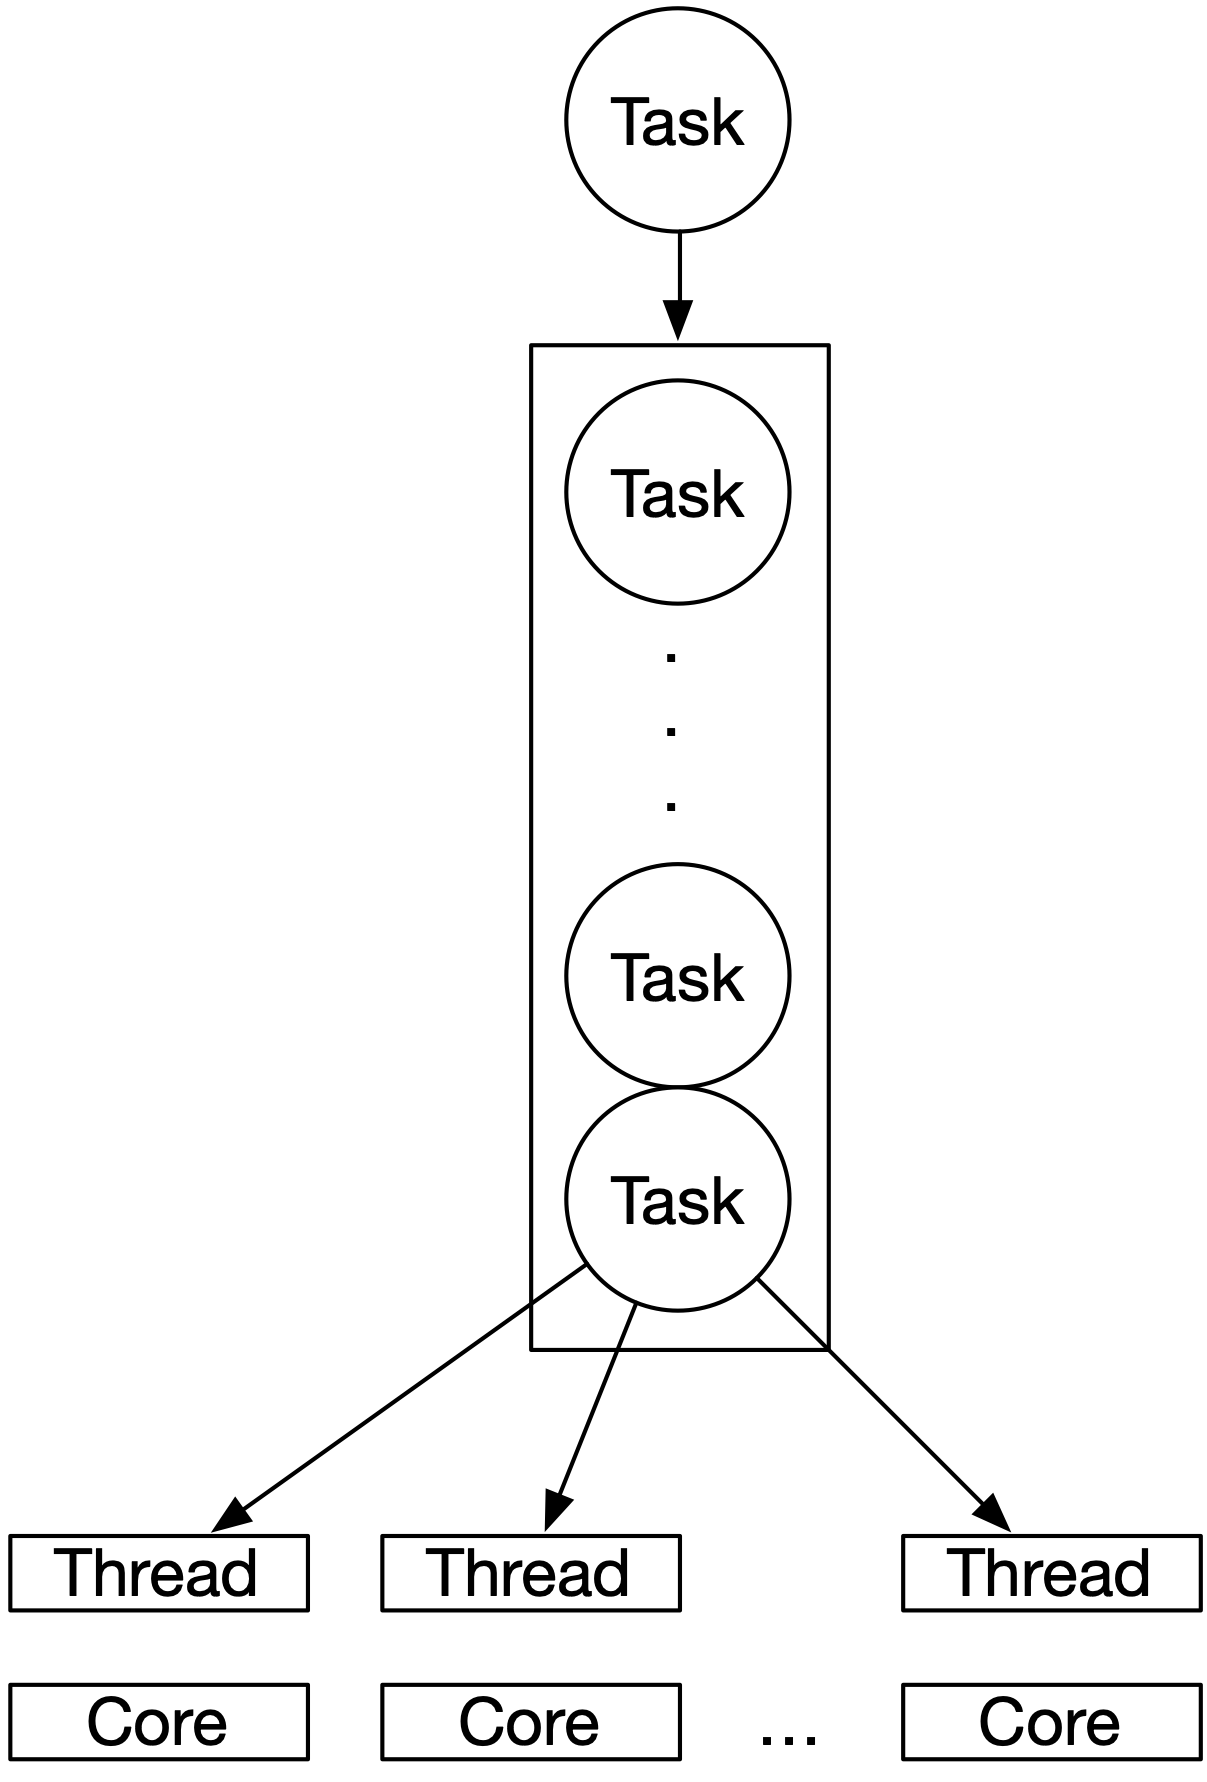 Task
Task
.
.
.
Task
Task
Thread Thread Thread
Core Core ... Core